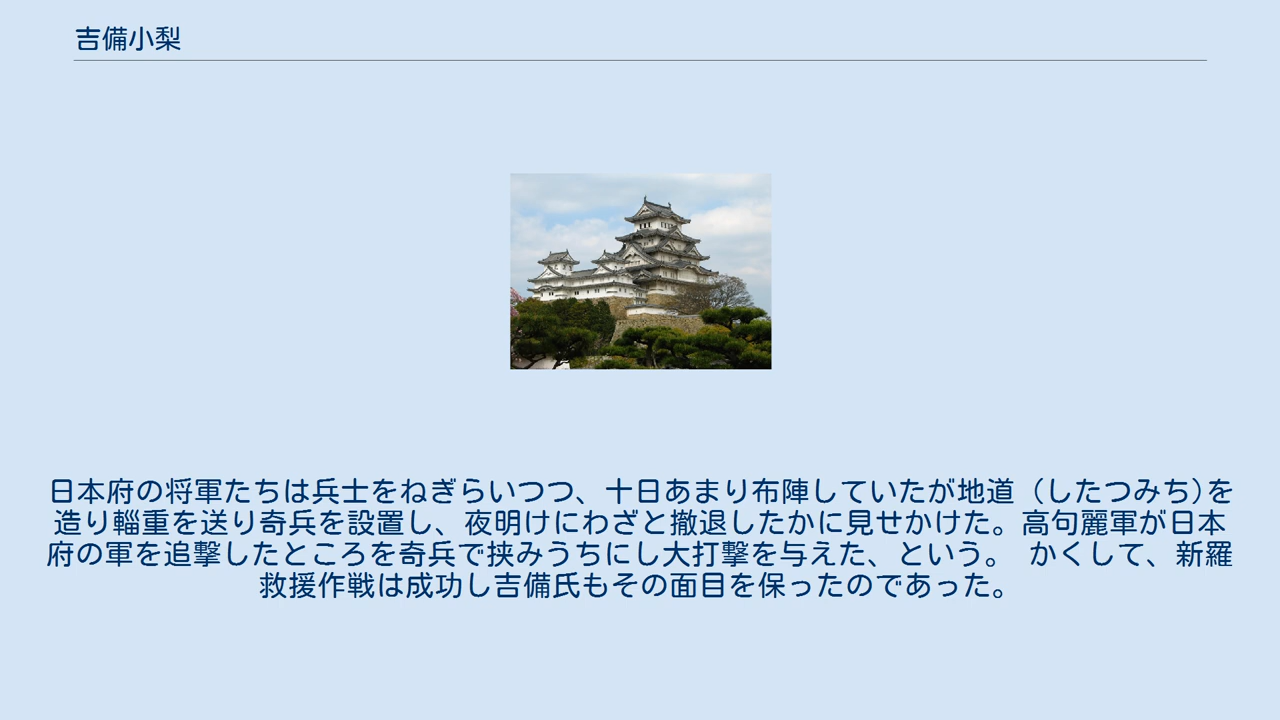 吉備小梨
日本府の将軍たちは兵士をねぎらいつつ、十日あまり布陣していたが地道（したつみち)を
造り輜重を送り奇兵を設置し、夜明けにわざと撤退したかに見せかけた。高句麗軍が日本
府の軍を追撃したところを奇兵で挟みうちにし大打撃を与えた、という。 かくして、新羅
救援作戦は成功し吉備氏もその面目を保ったのであった。